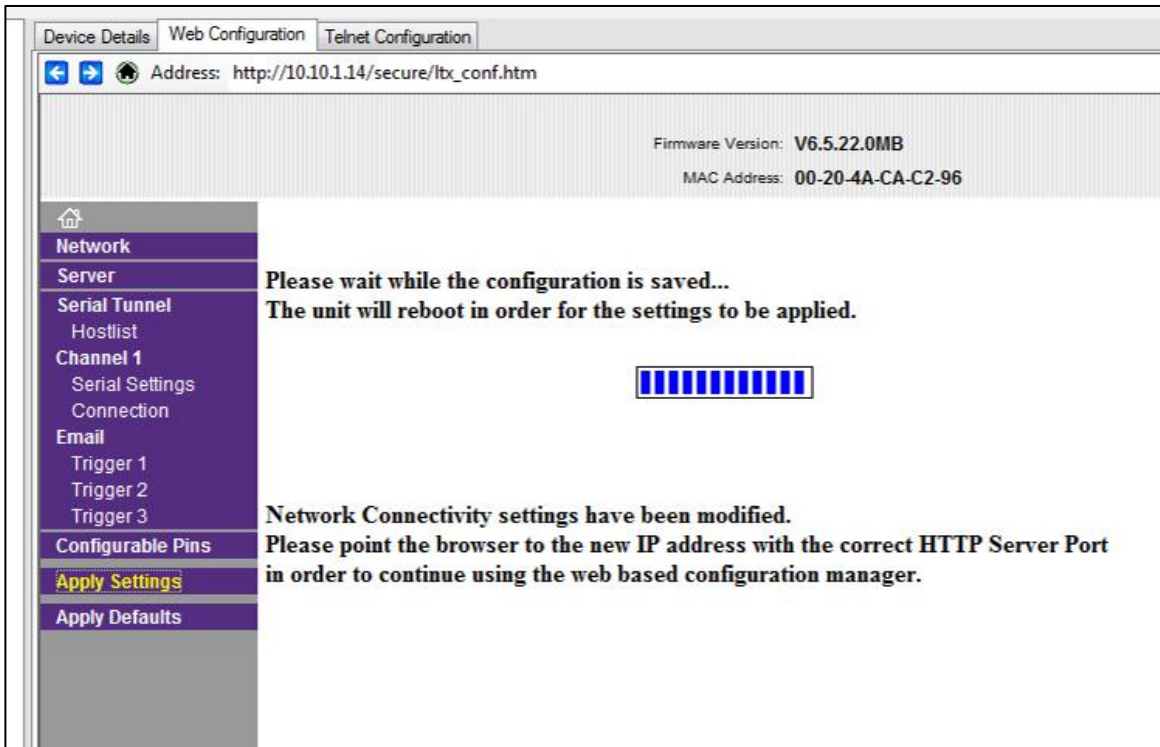 Device Details Web Configuration Telnet Configuration
Address: http://10.10.1.14/secure/ltx_conf.htm
Firmware Version: V6.5.22.0MB
MAC Address: 00-20-4A-CA-C2-96
Network
Server
Serial Tunnel
Hostlist
Channel 1
Serial Settings
Connection
Email
Trigger 1
Trigger 2
Trigger 3
Configurable Pins
Apply Settings
Apply Defaults
Please wait while the configuration is saved...
The unit will reboot in order for the settings to be applied.
Network Connectivity settings have been modified.
Please point the browser to the new IP address with the correct HTTP Server Port
in order to continue using the web based configuration manager.